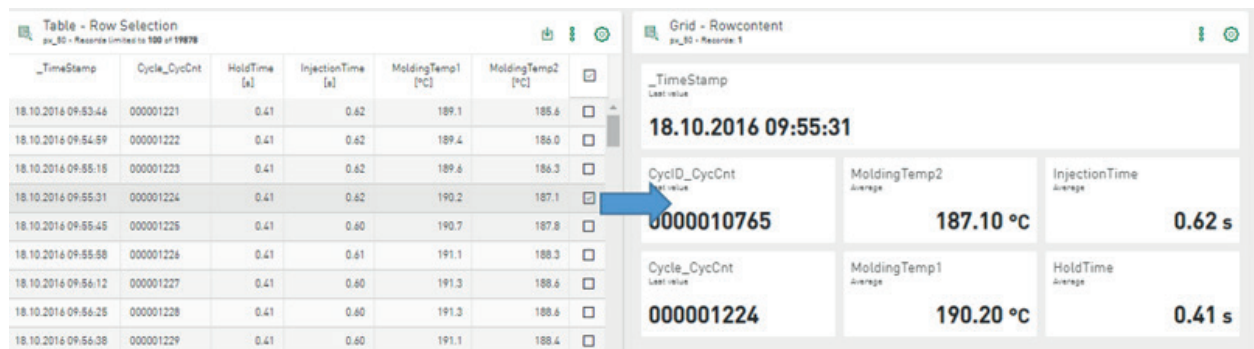 Table - Row Selection
px_50 - Records limited to 100 of 19878
_TimeStamp Cycle_CycCnt HoldTime [s] InjectionTime [s] MoldingTemp1 [°C] MoldingTemp2 [°C]
18.10.2016 09:53:46 000001221 0.41 0.62 189.1 185.6
18.10.2016 09:54:59 000001222 0.41 0.62 189.4 186.0
18.10.2016 09:55:15 000001223 0.41 0.62 189.6 186.3
18.10.2016 09:55:31 000001224 0.41 0.62 190.2 187.1
18.10.2016 09:55:45 000001225 0.41 0.60 190.7 187.8
18.10.2016 09:55:58 000001226 0.41 0.61 191.1 188.3
18.10.2016 09:56:12 000001227 0.41 0.60 191.3 188.6
18.10.2016 09:56:25 000001228 0.41 0.60 191.3 188.6
18.10.2016 09:56:38 000001229 0.41 0.60 191.1 188.4
Grid - Rowcontent
px_50 - Records: 1
_TimeStamp
Last value
18.10.2016 09:55:31
CycID_CycCnt
Last value
0000010765
MoldingTemp2
Average
187.10 °C
InjectionTime
Average
0.62 s
Cycle_CycCnt
Last value
000001224
MoldingTemp1
Average
190.20 °C
HoldTime
Average
0.41 s